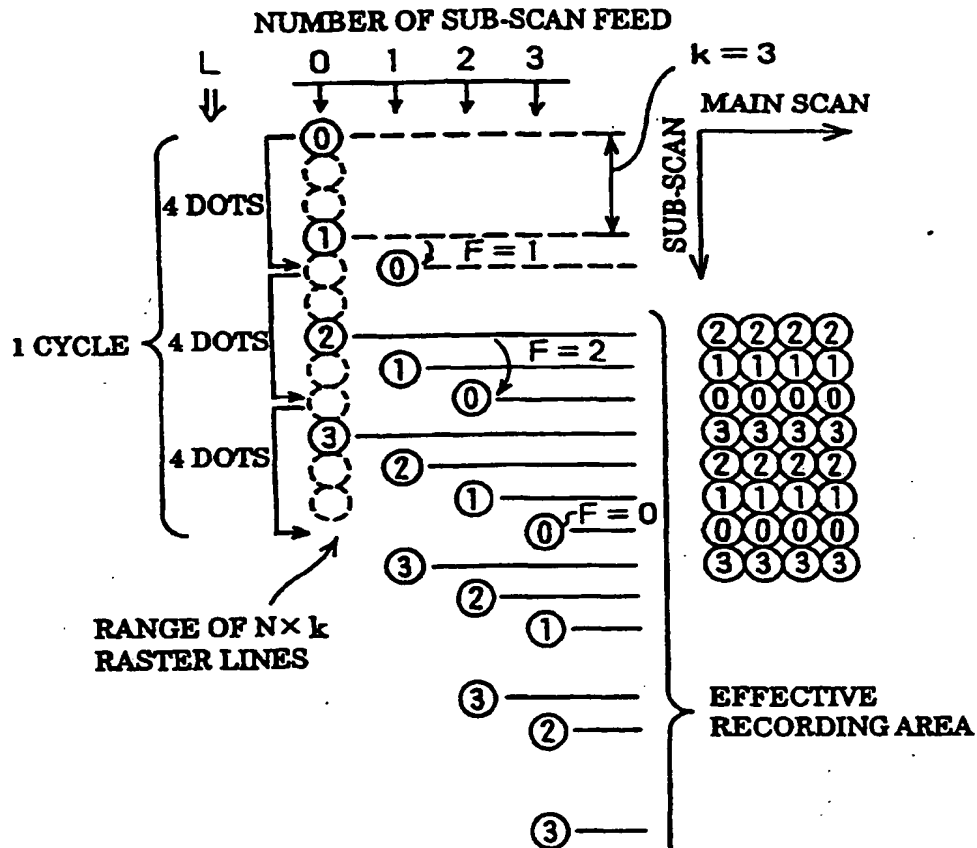 NUMBER OF SUB-SCAN FEED
L 0 1 2 3
k = 3
MAIN SCAN
SUB-SCAN
0
4 DOTS
1
F = 1
0
1 CYCLE
4 DOTS
2
F = 2
1
0
4 DOTS
3
2
1
F = 0
0
3
2
1
3
2
3
RANGE OF N× k
RASTER LINES
2 2 2 2
1 1 1 1
0 0 0 0
3 3 3 3
2 2 2 2
1 1 1 1
0 0 0 0
3 3 3 3
EFFECTIVE
RECORDING AREA